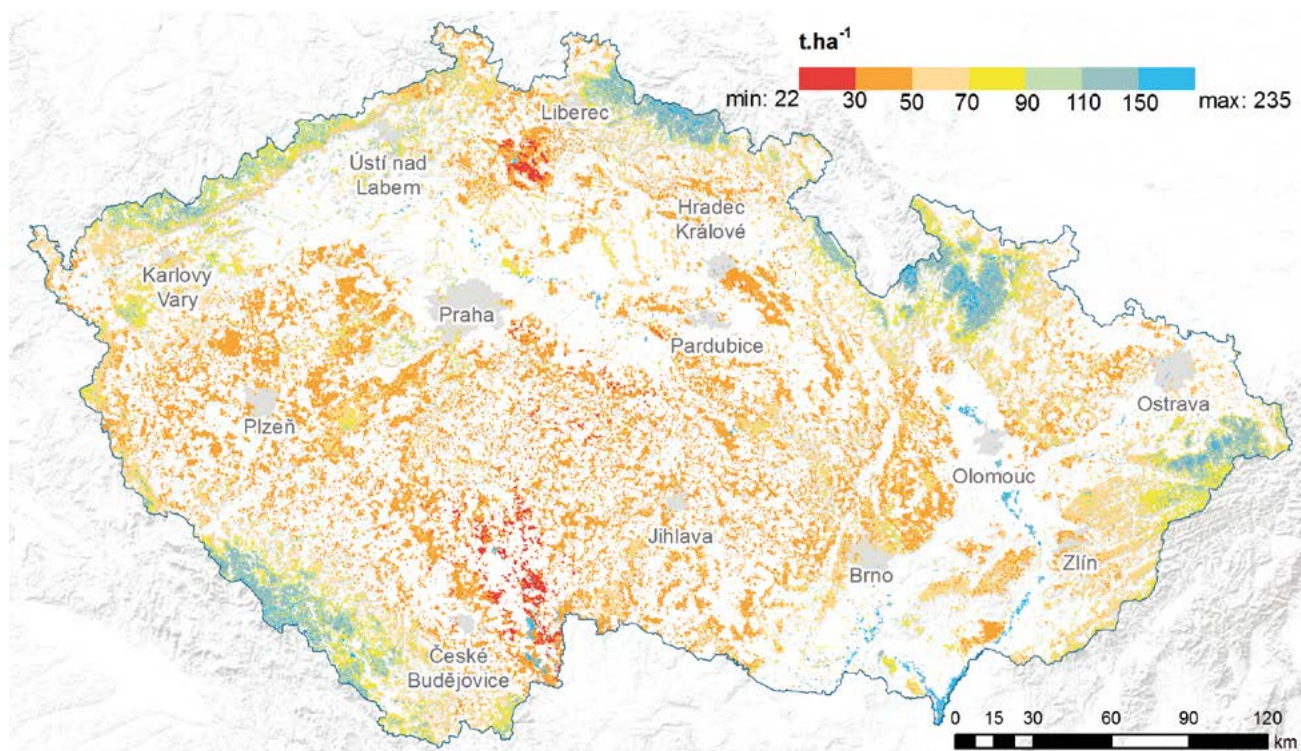 t.ha⁻¹
min: 22 30 50 70 90 110 150 max: 235
Liberec
Ústí nad
Labem
Hradec
Králové
Karlovy
Vary
Praha
Pardubice
Ostrava
Plzeň
Olomouc
Jihlava
Brno
Zlín
České
Budějovice
0 15 30 60 90 120
km